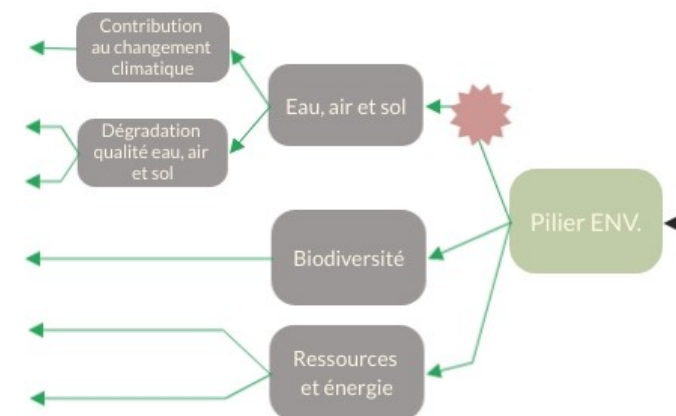 Contribution
au changement
climatique
Eau, air et sol
Dégradation
qualité eau, air
et sol
Pilier ENV.
Biodiversité
Ressources
et énergie